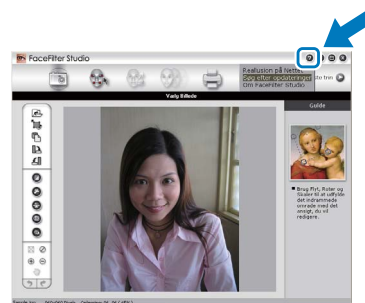 FaceFilter Studio
Reallusion på Nettet
Søg efter opdateringer
Om FaceFilter Studio
ste trin
Vælg Billede
Guide
Brug Flyt, Roter og
Skaler til at udfylde
det indrammede
område med det
ansigt, du vil
redigere.